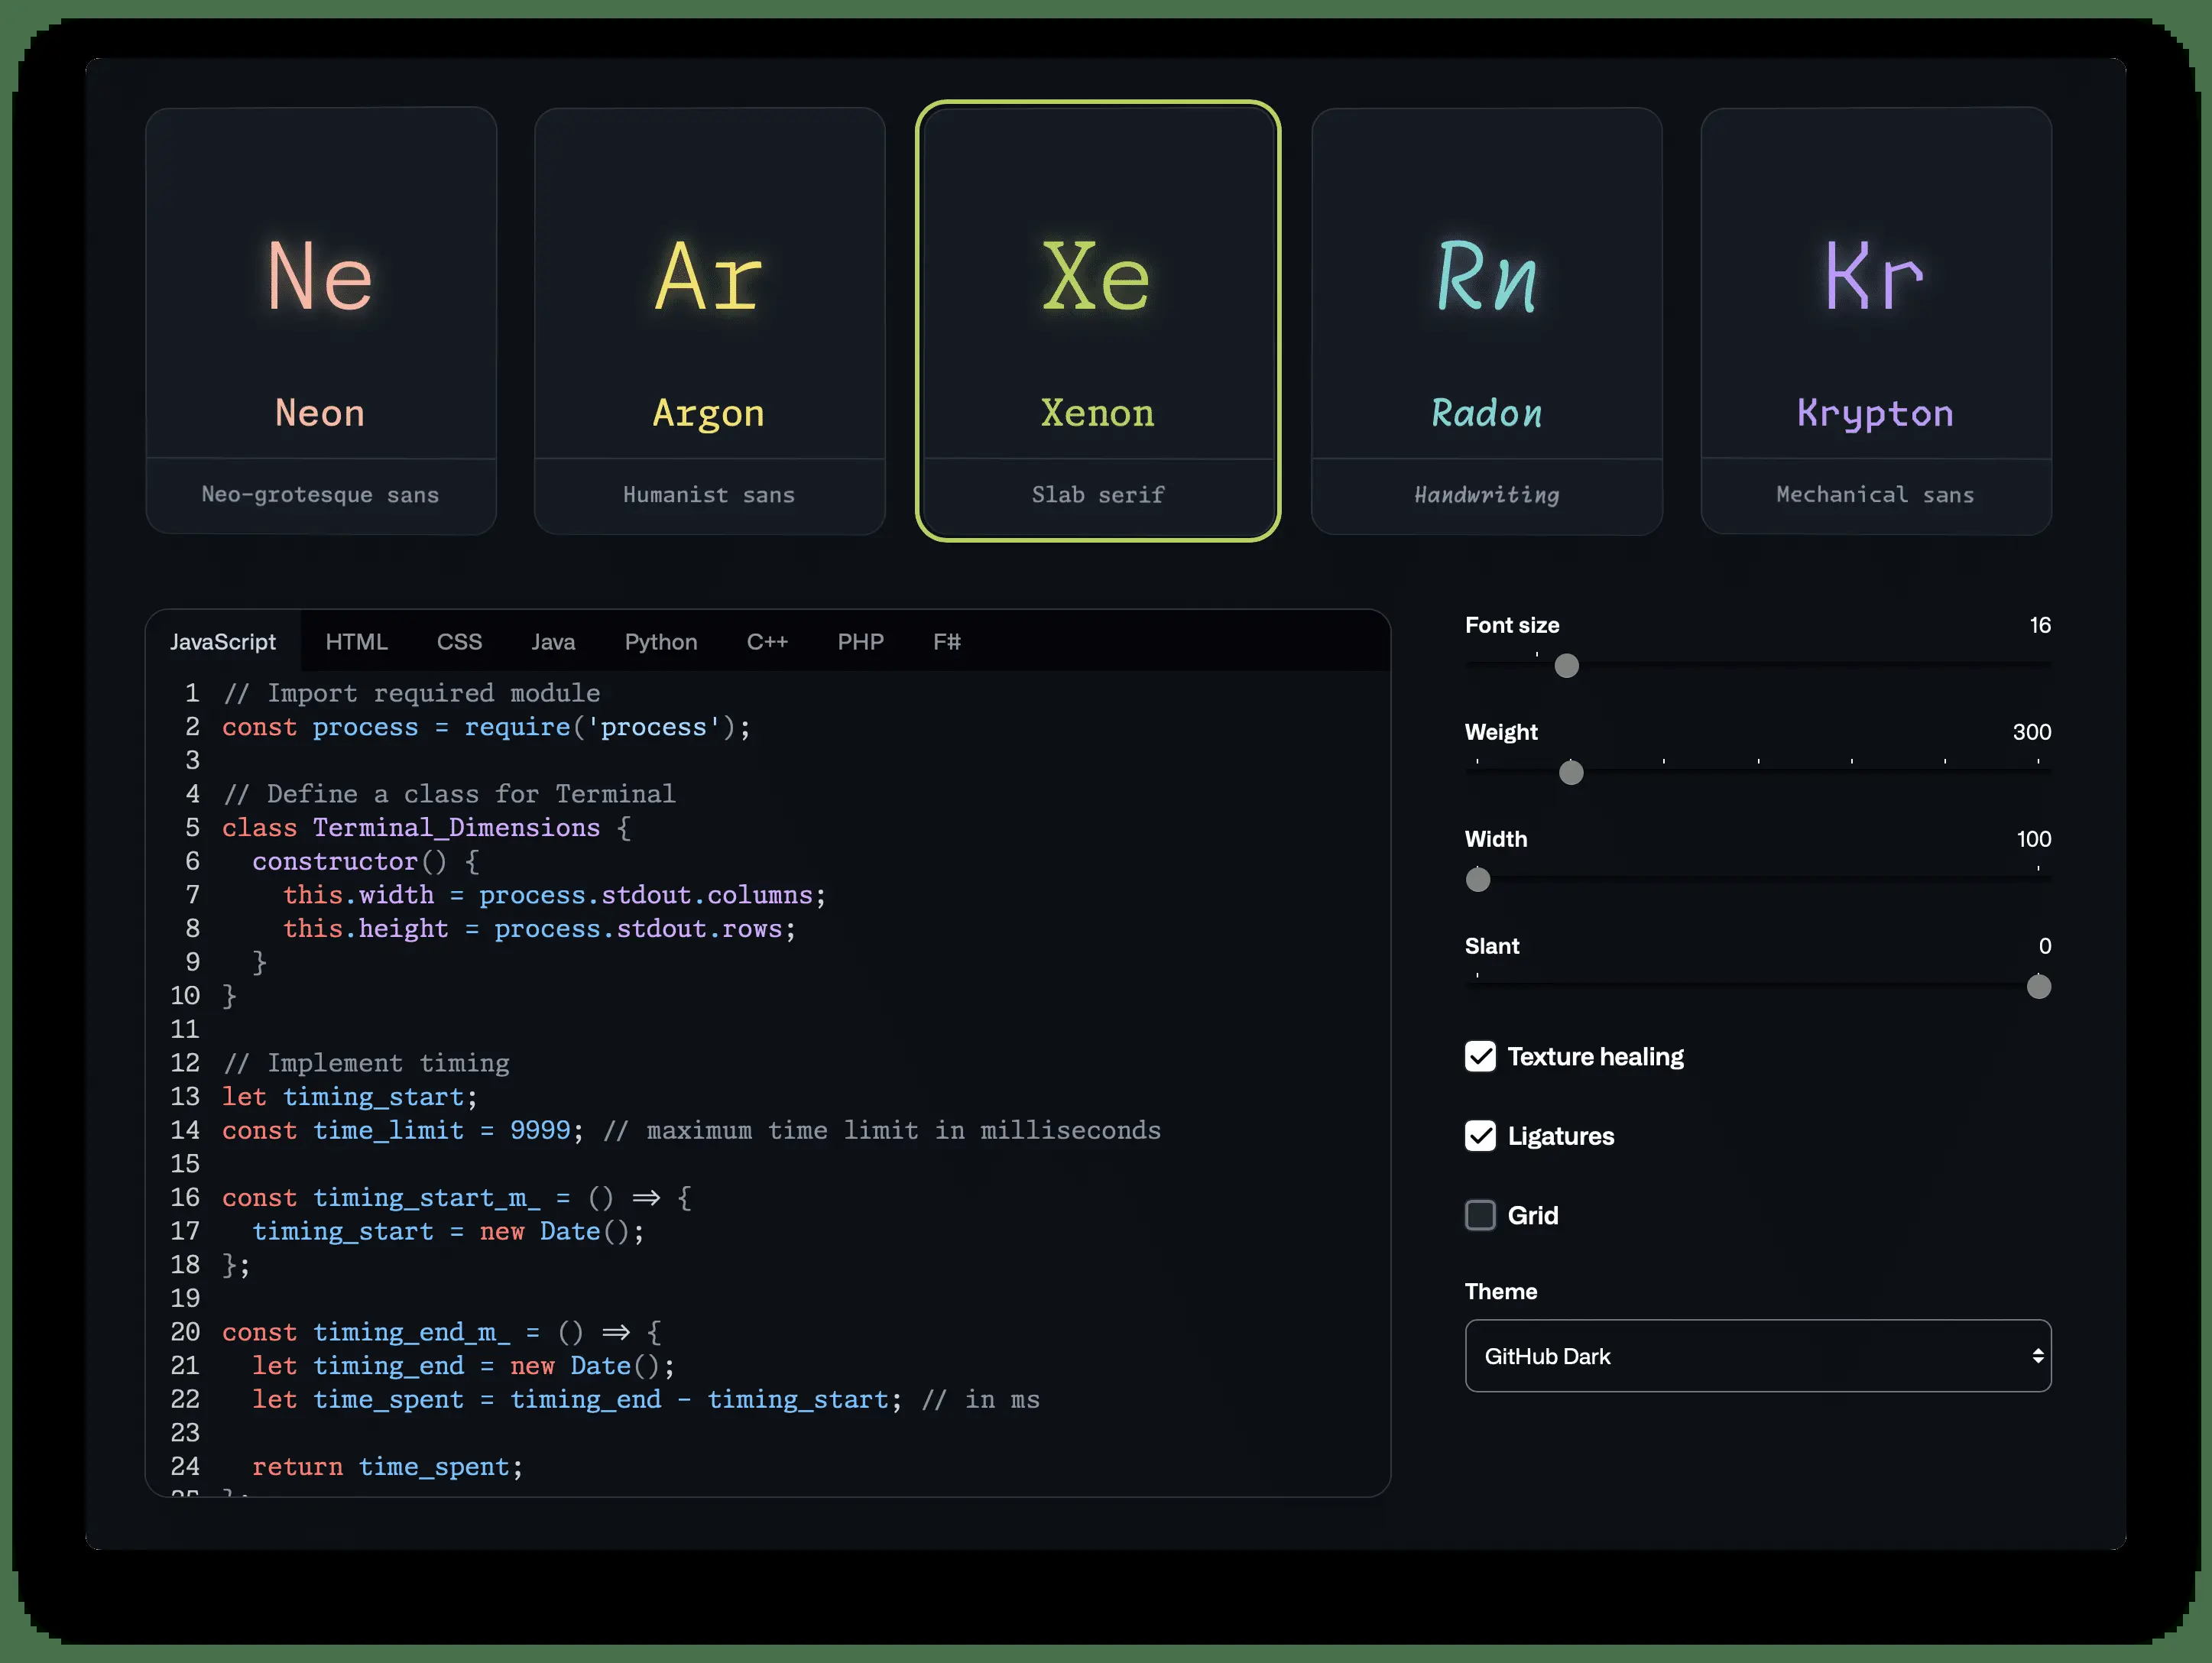 Ne Ar Xe Rn Kr
Neon Argon Xenon Radon Krypton
Neo-grotesque sans Humanist sans Slab serif Handwriting Mechanical sans
JavaScript HTML CSS Java Python C++ PHP F#
1 // Import required module
2 const process = require('process');
3
4 // Define a class for Terminal
5 class Terminal_Dimensions {
6   constructor() {
7     this.width = process.stdout.columns;
8     this.height = process.stdout.rows;
9   }
10 }
11
12 // Implement timing
13 let timing_start;
14 const time_limit = 9999; // maximum time limit in milliseconds
15
16 const timing_start_m_ = () => {
17   timing_start = new Date();
18 };
19
20 const timing_end_m_ = () => {
21   let timing_end = new Date();
22   let time_spent = timing_end - timing_start; // in ms
23
24   return time_spent;
25 };
Font size 16
Weight 300
Width 100
Slant 0
Texture healing
Ligatures
Grid
Theme
GitHub Dark